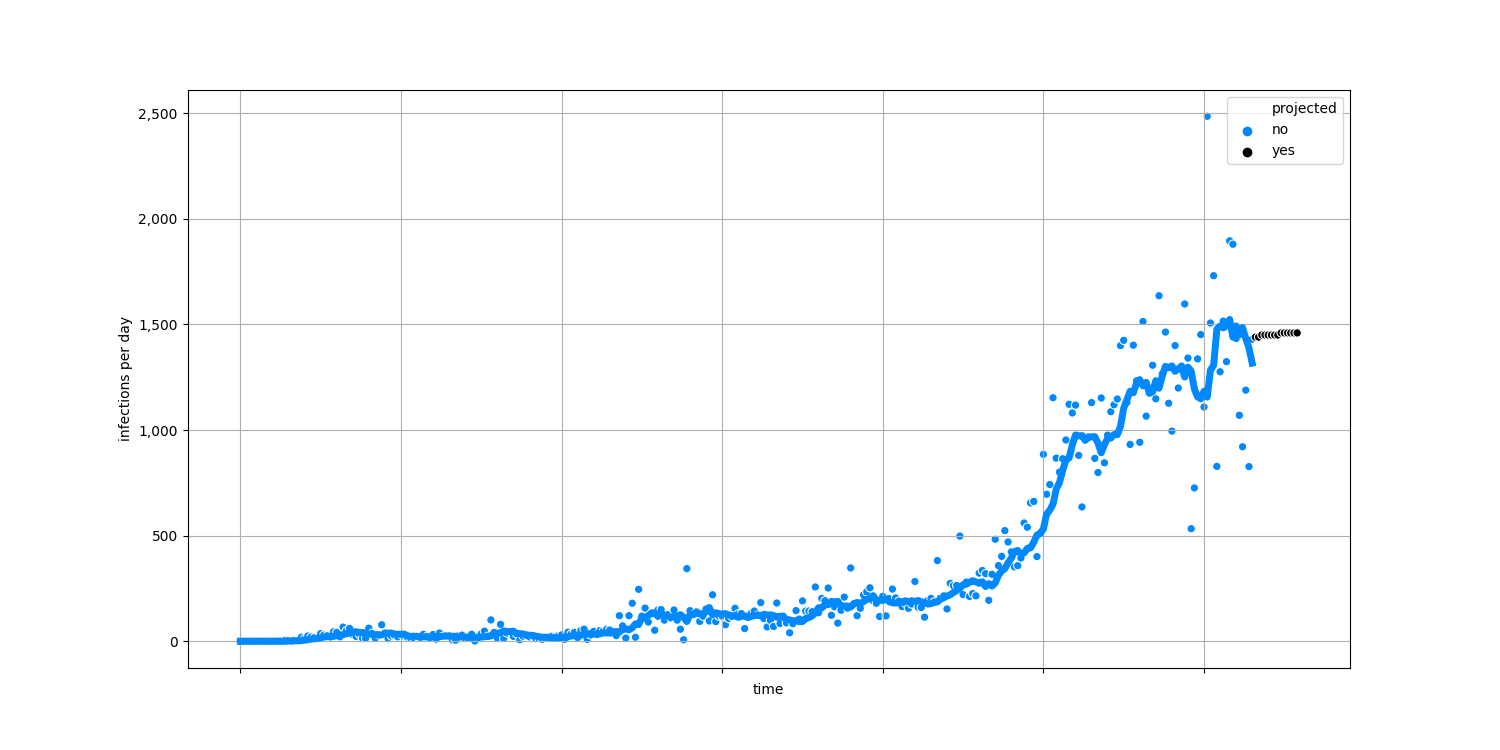 projected
no
yes
2,500
2,000
1,500
1,000
500
0
infections per day
time